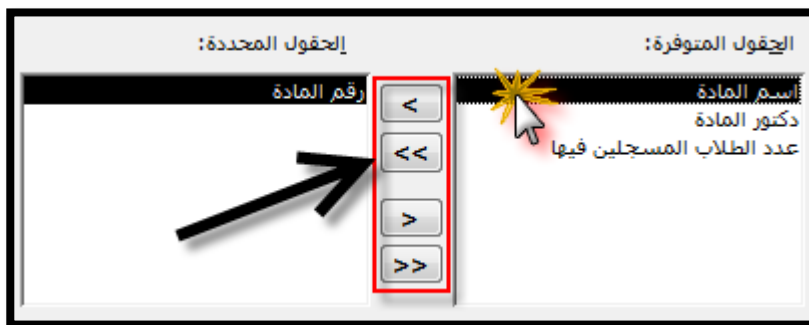 الحقول المتوفرة:
اسم المادة
دكتور المادة
عدد الطلاب المسجلين فيها
<
<<
>
>>
الحقول المحددة:
رقم المادة